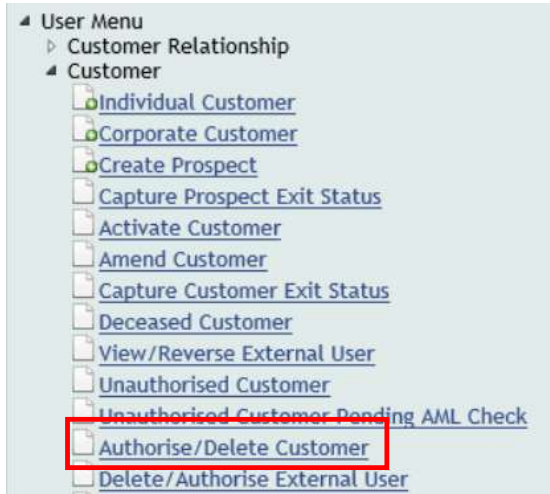 User Menu
Customer Relationship
Customer
Individual Customer
Corporate Customer
Create Prospect
Capture Prospect Exit Status
Activate Customer
Amend Customer
Capture Customer Exit Status
Deceased Customer
View/Reverse External User
Unauthorised Customer
Unauthorised Customer Pending AML Check
Authorise/Delete Customer
Delete/Authorise External User